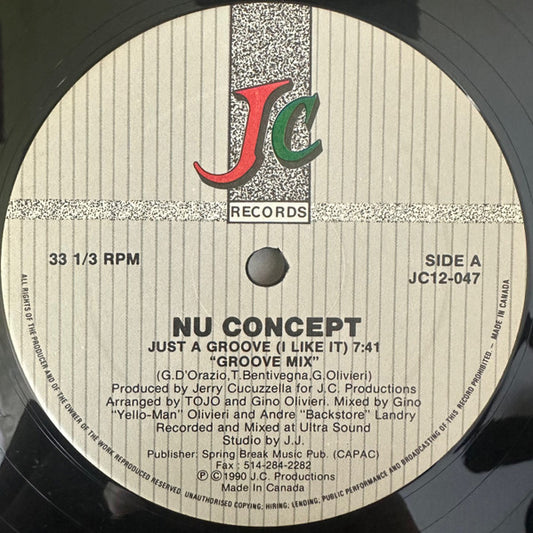 JC
RECORDS
33 1/3 RPM
SIDE A
JC12-047
NU CONCEPT
JUST A GROOVE (I LIKE IT) 7:41
"GROOVE MIX"
(G.D'Orazio,T.Bentivegna,G.Olivieri)
Produced by Jerry Cucuzzella for J.C. Productions
Arranged by TOJO and Gino Olivieri. Mixed by Gino
"Yello-Man" Olivieri and Andre "Backstore" Landry
Recorded and Mixed at Ultra Sound
Studio by J.J.
Publisher: Spring Break Music Pub. (CAPAC)
Fax : 514-284-2282
℗ © 1990 J.C. Productions
Made In Canada
ALL RIGHTS OF THE PRODUCER AND OF THE OWNER OF THE WORK REPRODUCED RESERVED. UNAUTHORISED COPYING; HIRING; LENDING; PUBLIC PERFORMANCE AND BROADCASTING OF THIS RECORD PROHIBITED. - MADE IN CANADA